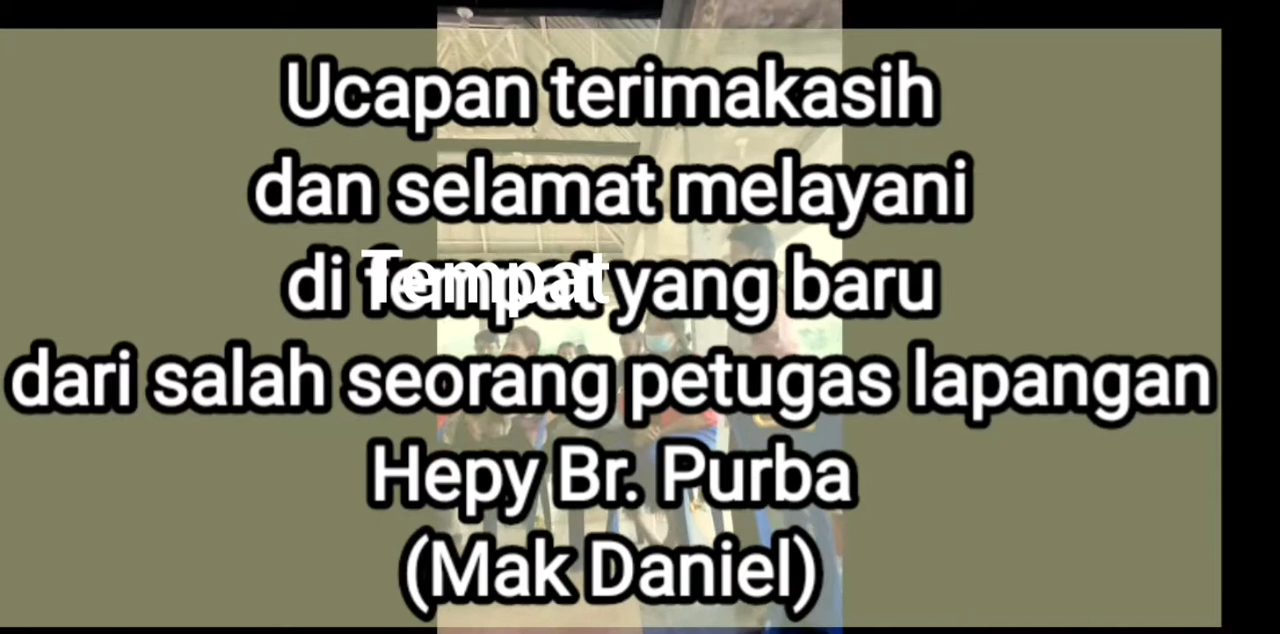 Ucapan terimakasih
dan selamat melayani
di Tempat yang baru
dari salah seorang petugas lapangan
Hepy Br. Purba
(Mak Daniel)